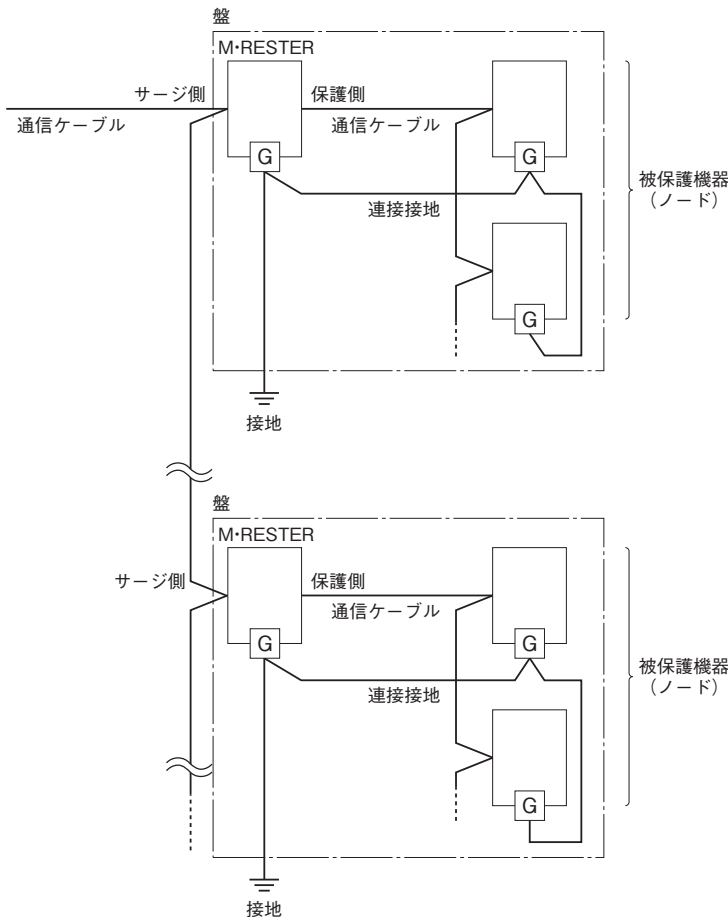 盤
M・RESTER
サージ側
保護側
通信ケーブル
通信ケーブル
G
G
連接接地
被保護機器
（ノード）
G
接地
盤
M・RESTER
サージ側
保護側
通信ケーブル
G
G
連接接地
被保護機器
（ノード）
G
接地